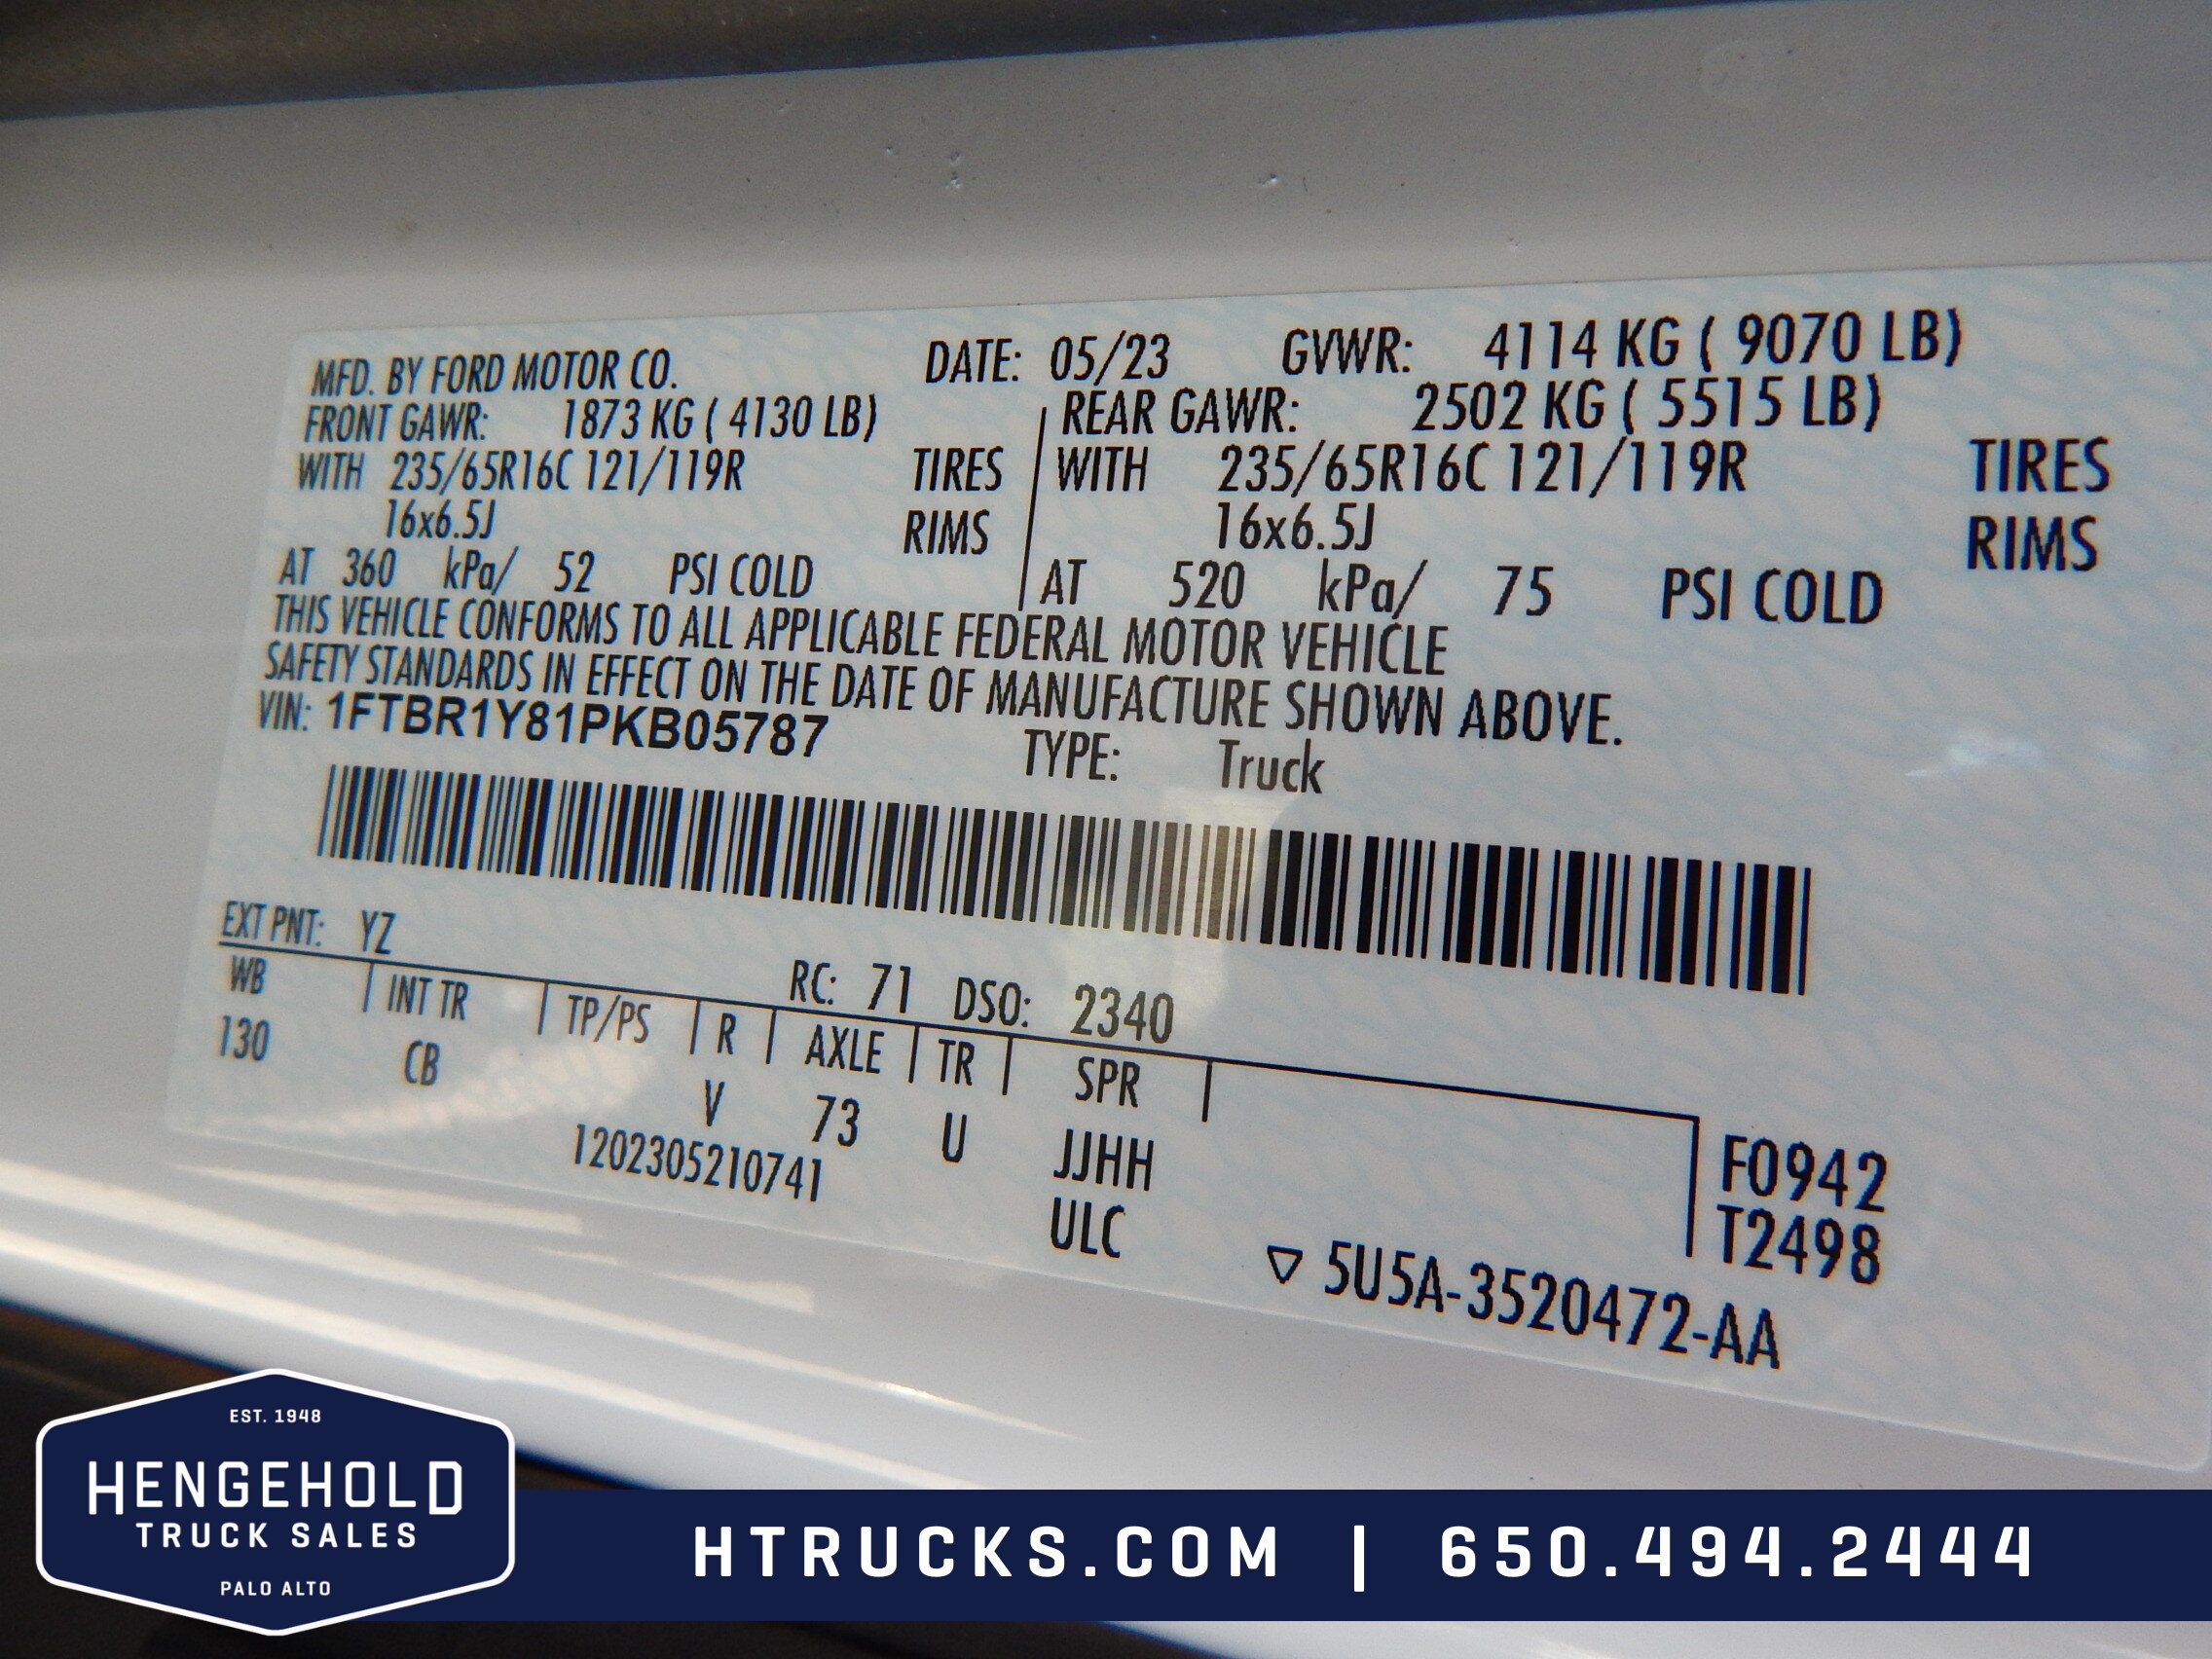 MFD. BY FORD MOTOR CO. DATE: 05/23 GVWR: 4114 KG ( 9070 LB)
FRONT GAWR: 1873 KG ( 4130 LB) REAR GAWR: 2502 KG ( 5515 LB)
WITH 235/65R16C 121/119R TIRES WITH 235/65R16C 121/119R TIRES
16x6.5J RIMS 16x6.5J RIMS
AT 360 kPa/ 52 PSI COLD AT 520 kPa/ 75 PSI COLD
THIS VEHICLE CONFORMS TO ALL APPLICABLE FEDERAL MOTOR VEHICLE
SAFETY STANDARDS IN EFFECT ON THE DATE OF MANUFACTURE SHOWN ABOVE.
VIN: 1FTBR1Y81PKB05787 TYPE: Truck
EXT PNT: YZ RC: 71 DSO: 2340
WB INT TR TP/PS R AXLE TR SPR
130 CB V 73 U JJHH F0942
1202305210741 ULC T2498
▽ 5U5A-3520472-AA
EST. 1948
HENGEHOLD
TRUCK SALES
PALO ALTO
HTRUCKS.COM | 650.494.2444